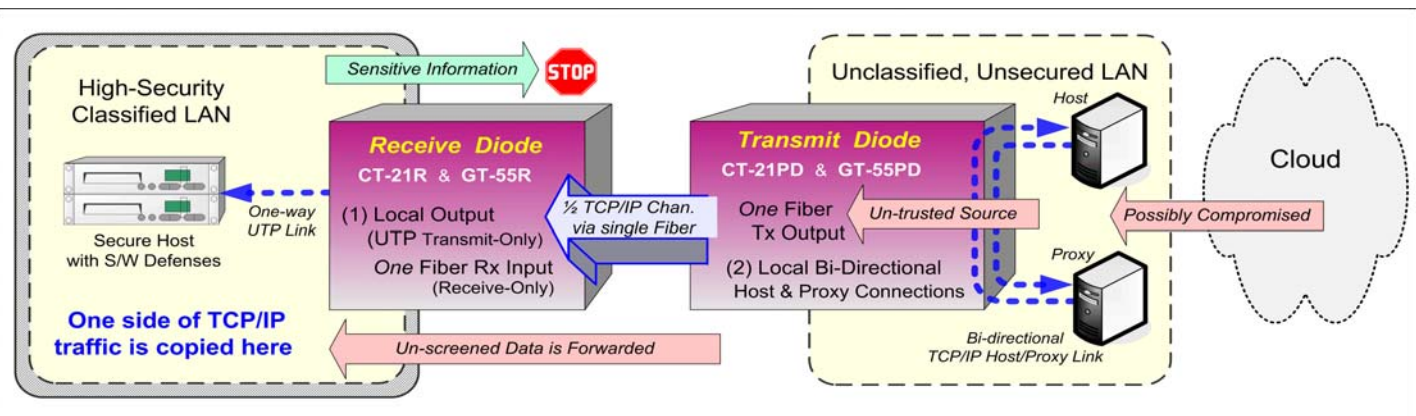 High-Security
Classified LAN
Secure Host
with S/W Defenses
One side of TCP/IP
traffic is copied here
One-way
UTP Link
Sensitive Information
STOP
Receive Diode
CT-21R & GT-55R
(1) Local Output
(UTP Transmit-Only)
One Fiber Rx Input
(Receive-Only)
½ TCP/IP Chan.
via single Fiber
Un-screened Data is Forwarded
Transmit Diode
CT-21PD & GT-55PD
One Fiber
Tx Output
(2) Local Bi-Directional
Host & Proxy Connections
Unclassified, Unsecured LAN
Host
Un-trusted Source
Possibly Compromised
Proxy
Bi-directional
TCP/IP Host/Proxy Link
Cloud